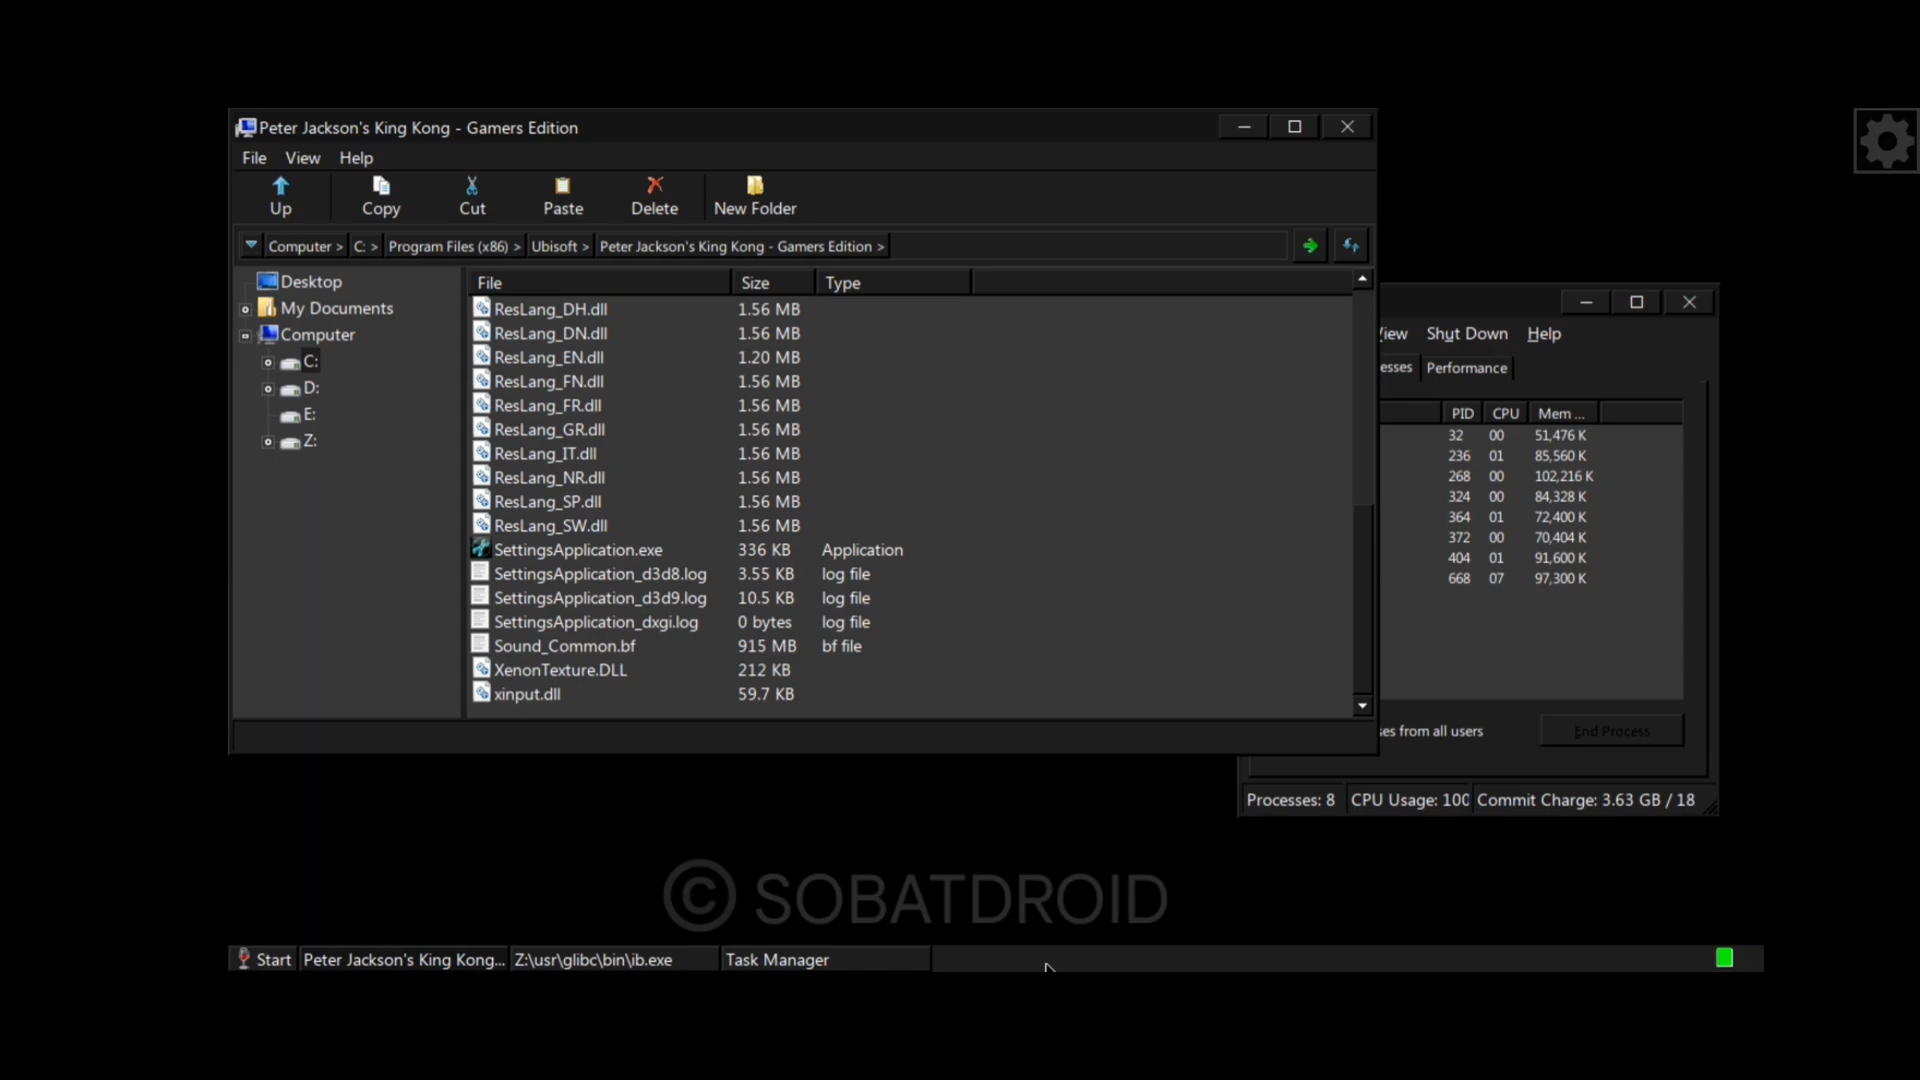 Peter Jackson's King Kong - Gamers Edition
File View Help
Up Copy Cut Paste Delete New Folder
Computer > C: > Program Files (x86) > Ubisoft > Peter Jackson's King Kong - Gamers Edition >
Desktop
My Documents
Computer
C:
D:
E:
Z:
File Size Type
ResLang_DH.dll 1.56 MB
ResLang_DN.dll 1.56 MB
ResLang_EN.dll 1.20 MB
ResLang_FN.dll 1.56 MB
ResLang_FR.dll 1.56 MB
ResLang_GR.dll 1.56 MB
ResLang_IT.dll 1.56 MB
ResLang_NR.dll 1.56 MB
ResLang_SP.dll 1.56 MB
ResLang_SW.dll 1.56 MB
SettingsApplication.exe 336 KB Application
SettingsApplication_d3d8.log 3.55 KB log file
SettingsApplication_d3d9.log 10.5 KB log file
SettingsApplication_dxgi.log 0 bytes log file
Sound_Common.bf 915 MB bf file
XenonTexture.DLL 212 KB
xinput.dll 59.7 KB
iew Shut Down Help
esses Performance
PID CPU Mem ...
32 00 51,476 K
236 01 85,560 K
268 00 102,216 K
324 00 84,328 K
364 01 72,400 K
372 00 70,404 K
404 01 91,600 K
668 07 97,300 K
ses from all users End Process
Processes: 8 CPU Usage: 100 Commit Charge: 3.63 GB / 18
© SOBATDROID
Start Peter Jackson's King Kong... Z:\usr\glibc\bin\ib.exe Task Manager